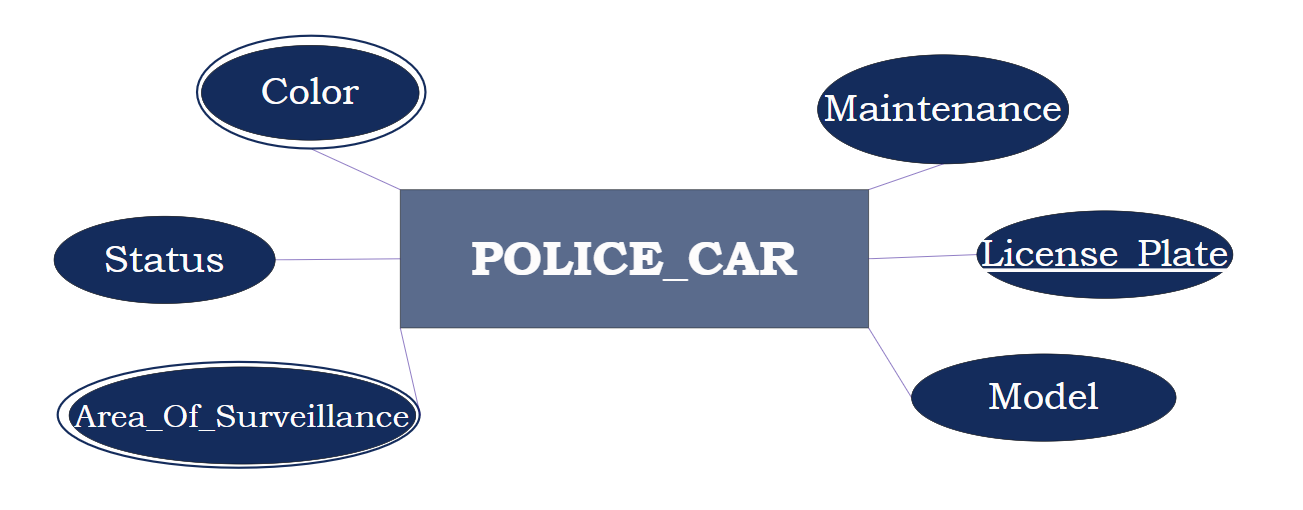 Color
Maintenance
POLICE_CAR
Status
License_Plate
Area_Of_Surveillance
Model